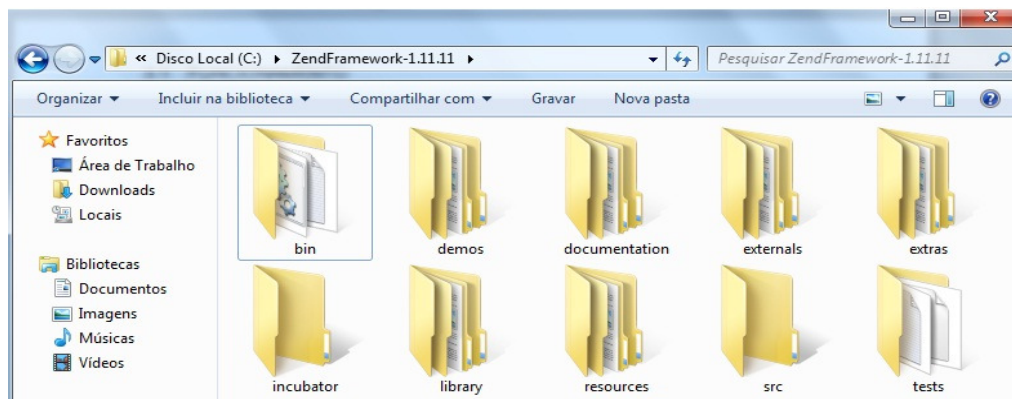 « Disco Local (C:) ▸ ZendFramework-1.11.11 ▸ Pesquisar ZendFramework-1.11.11
Organizar Incluir na biblioteca Compartilhar com Gravar Nova pasta
Favoritos
Área de Trabalho
Downloads
Locais
Bibliotecas
Documentos
Imagens
Músicas
Vídeos
bin demos documentation externals extras
incubator library resources src tests